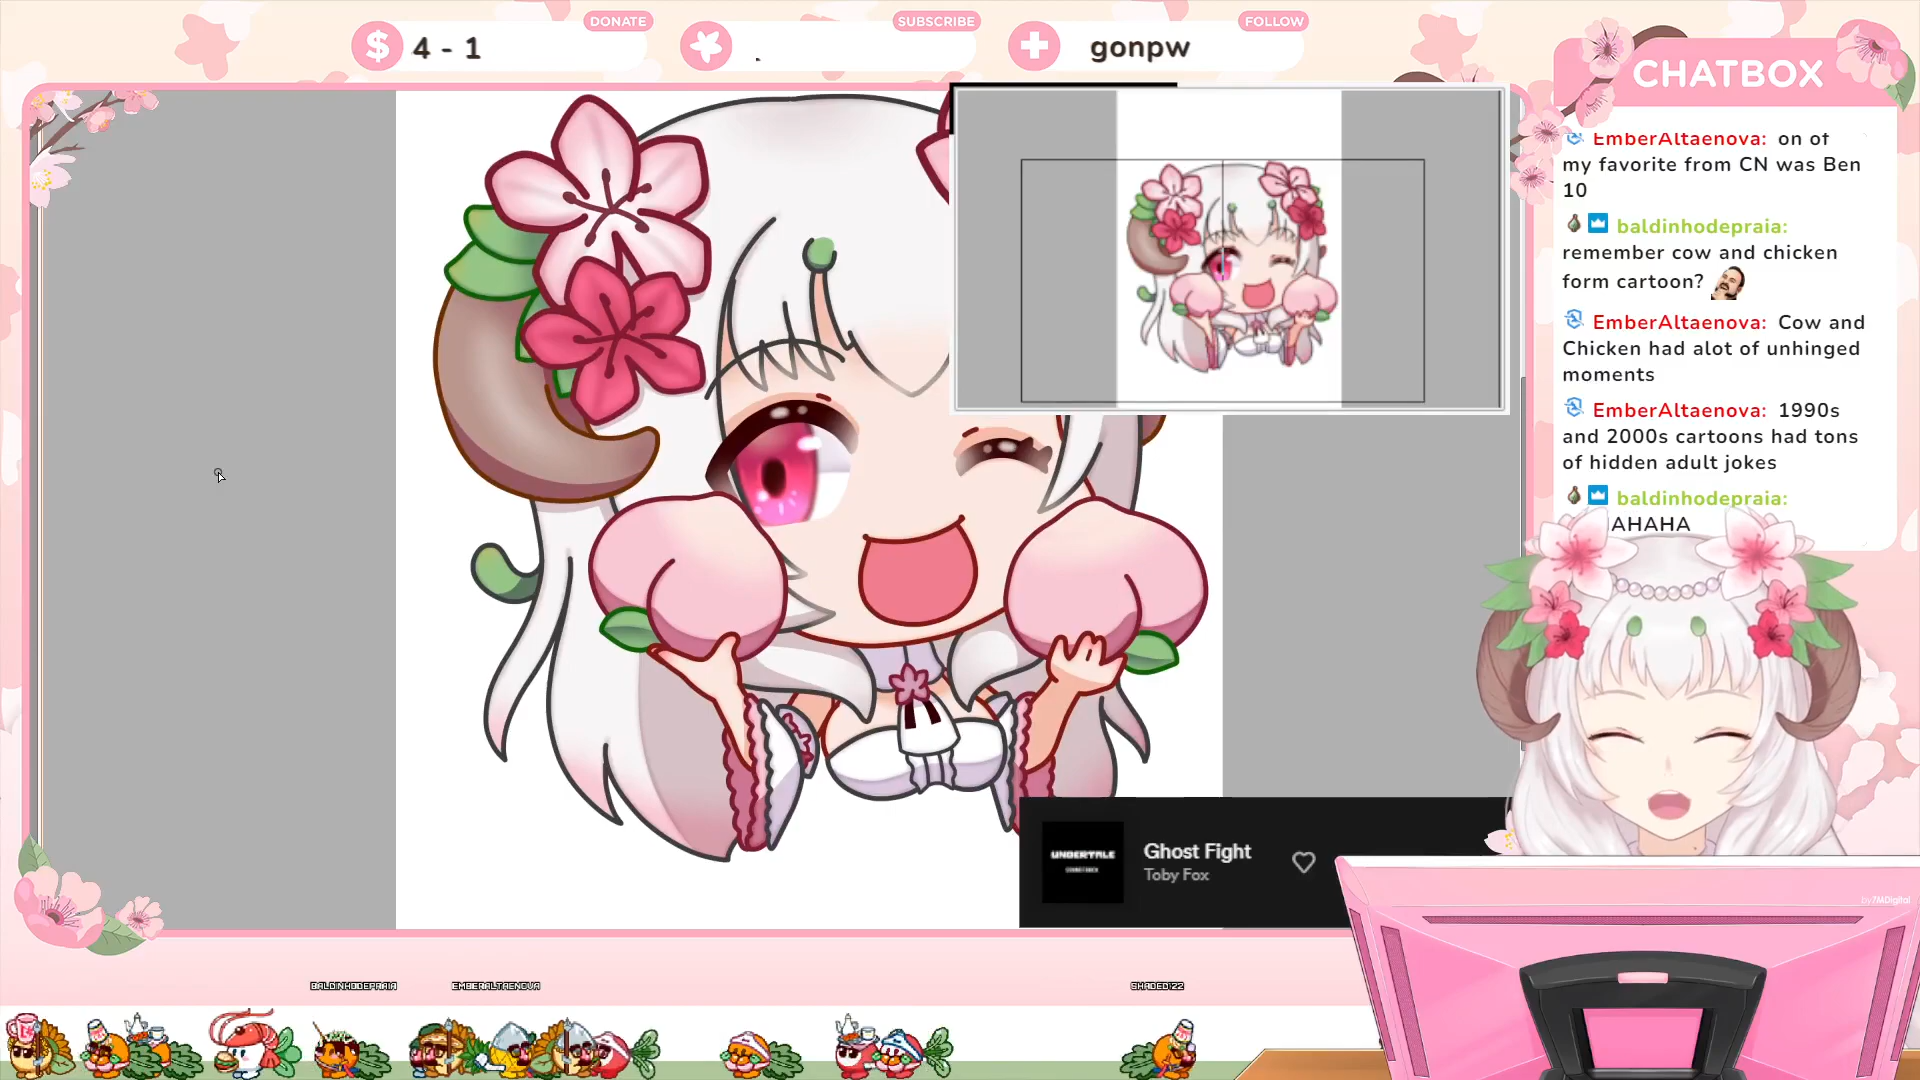 DONATE
4 - 1
SUBSCRIBE
.
FOLLOW
gonpw
CHATBOX
EmberAltaenova: on of
my favorite from CN was Ben
10
baldinhodepraia:
remember cow and chicken
form cartoon?
EmberAltaenova: Cow and
Chicken had alot of unhinged
moments
EmberAltaenova: 1990s
and 2000s cartoons had tons
of hidden adult jokes
baldinhodepraia:
AHAHA
UNDERTALE
Ghost Fight
Toby Fox
by7MDigital
BALDINHODEPRAIA
EMBERALTAENOVA
SHADED122